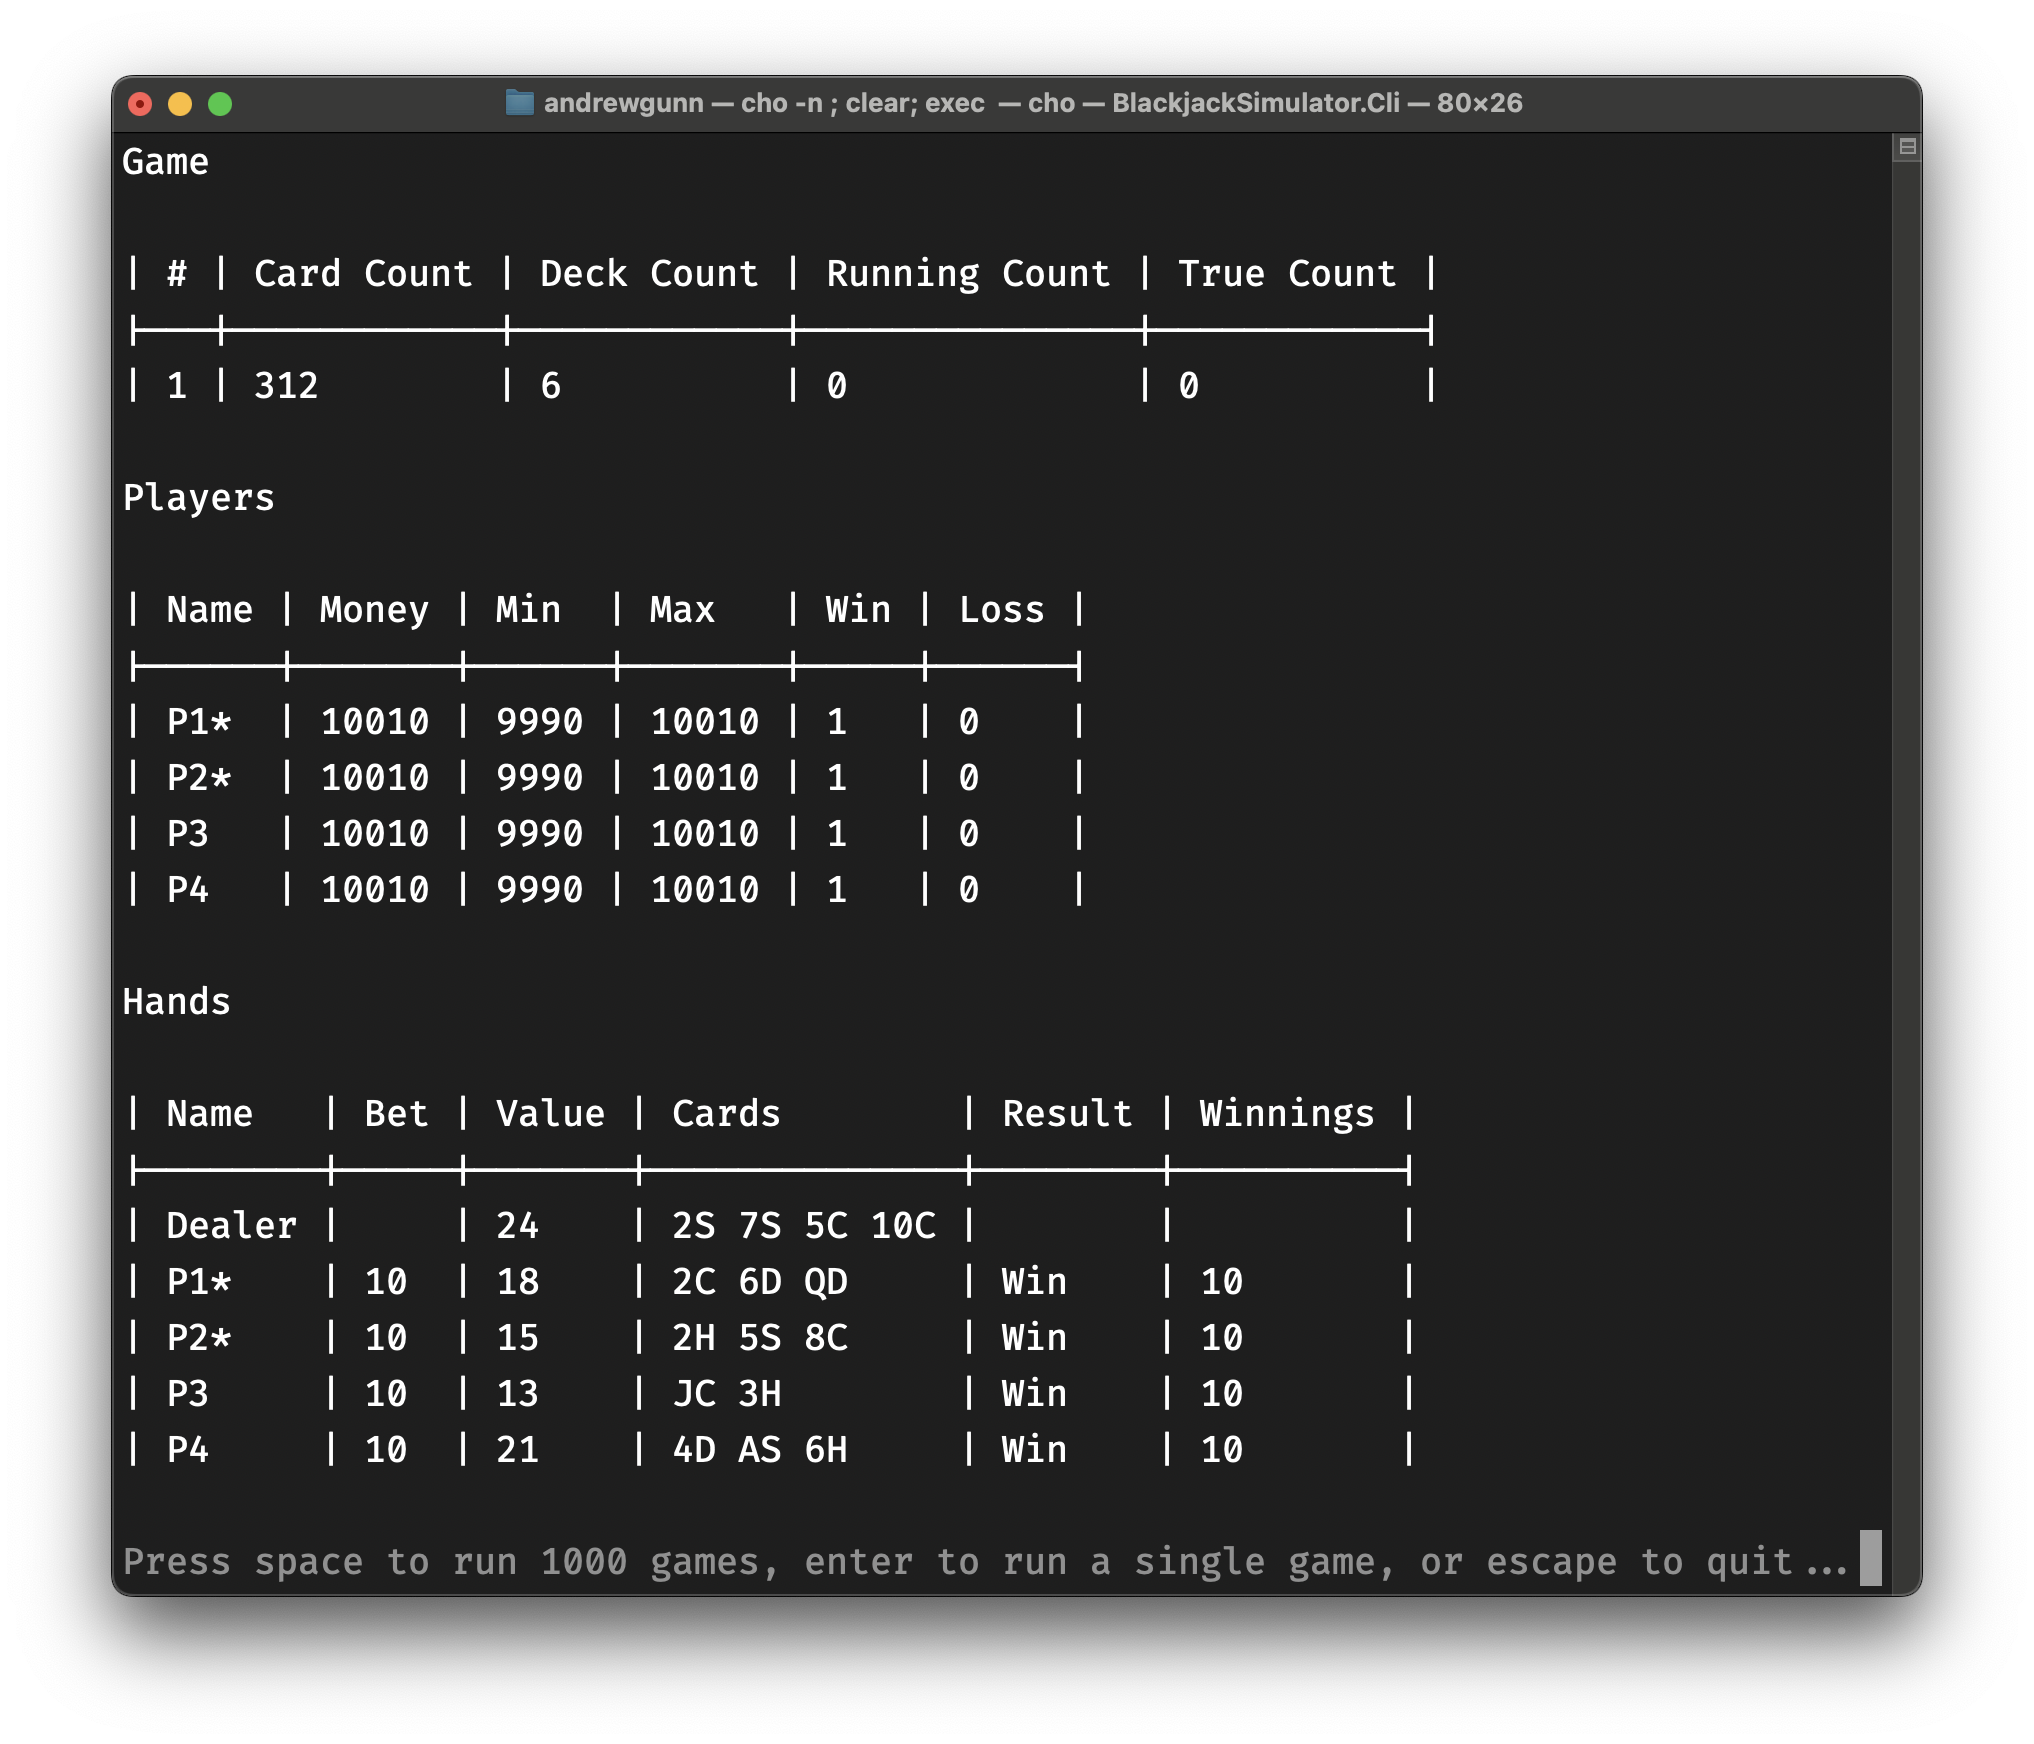 andrewgunn — cho -n ; clear; exec — cho — BlackjackSimulator.Cli — 80×26
Game
| # | Card Count | Deck Count | Running Count | True Count |
| 1 | 312 | 6 | 0 | 0 |
Players
| Name | Money | Min | Max | Win | Loss |
| P1* | 10010 | 9990 | 10010 | 1 | 0 |
| P2* | 10010 | 9990 | 10010 | 1 | 0 |
| P3 | 10010 | 9990 | 10010 | 1 | 0 |
| P4 | 10010 | 9990 | 10010 | 1 | 0 |
Hands
| Name | Bet | Value | Cards | Result | Winnings |
| Dealer | | 24 | 2S 7S 5C 10C | | |
| P1* | 10 | 18 | 2C 6D QD | Win | 10 |
| P2* | 10 | 15 | 2H 5S 8C | Win | 10 |
| P3 | 10 | 13 | JC 3H | Win | 10 |
| P4 | 10 | 21 | 4D AS 6H | Win | 10 |
Press space to run 1000 games, enter to run a single game, or escape to quit...